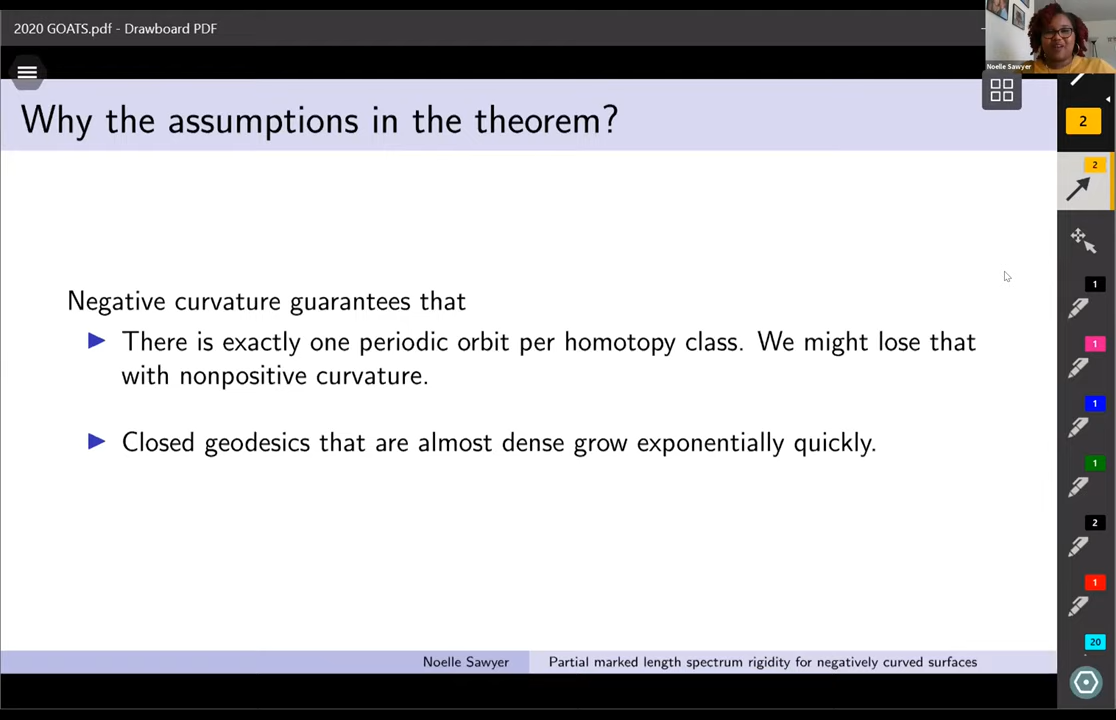 2020 GOATS.pdf - Drawboard PDF
Noelle Sawyer
Why the assumptions in the theorem?
2
2
Negative curvature guarantees that
▶ There is exactly one periodic orbit per homotopy class. We might lose that
with nonpositive curvature.
▶ Closed geodesics that are almost dense grow exponentially quickly.
1
1
1
1
2
1
20
Noelle Sawyer
Partial marked length spectrum rigidity for negatively curved surfaces